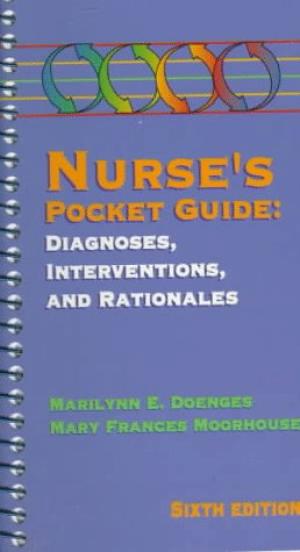 NURSE'S
POCKET GUIDE:
DIAGNOSES,
INTERVENTIONS,
AND RATIONALES
MARILYNN E. DOENGES
MARY FRANCES MOORHOUSE
SIXTH EDITION